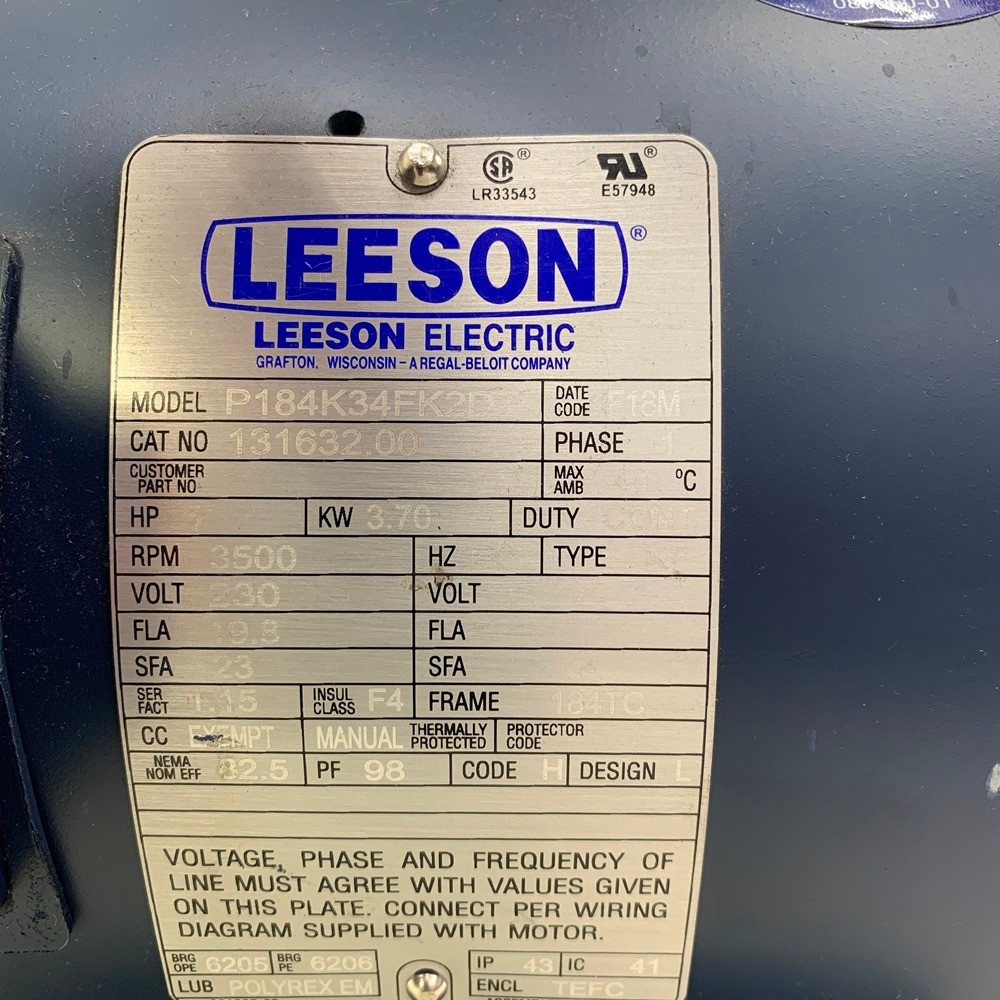 SA ® LR33543
RU ® E57948
LEESON ®
LEESON ELECTRIC
GRAFTON, WISCONSIN – A REGAL-BELOIT COMPANY
MODEL P184K34FK2D DATE CODE F18M
CAT NO 131632.00 PHASE 1
CUSTOMER PART NO MAX AMB 40 °C
HP 5 KW 3.70 DUTY CONT
RPM 3500 HZ TYPE
VOLT 230 VOLT
FLA 19.8 FLA
SFA 23 SFA
SER FACT 1.15 INSUL CLASS F4 FRAME 184TC
CC EXEMPT MANUAL THERMALLY PROTECTED PROTECTOR CODE
NEMA NOM EFF 82.5 PF 98 CODE H DESIGN L
VOLTAGE, PHASE AND FREQUENCY OF
LINE MUST AGREE WITH VALUES GIVEN
ON THIS PLATE. CONNECT PER WIRING
DIAGRAM SUPPLIED WITH MOTOR.
BRG OPE 6205 BRG PE 6206 IP 43 IC 41
LUB POLYREX EM ENCL TEFC